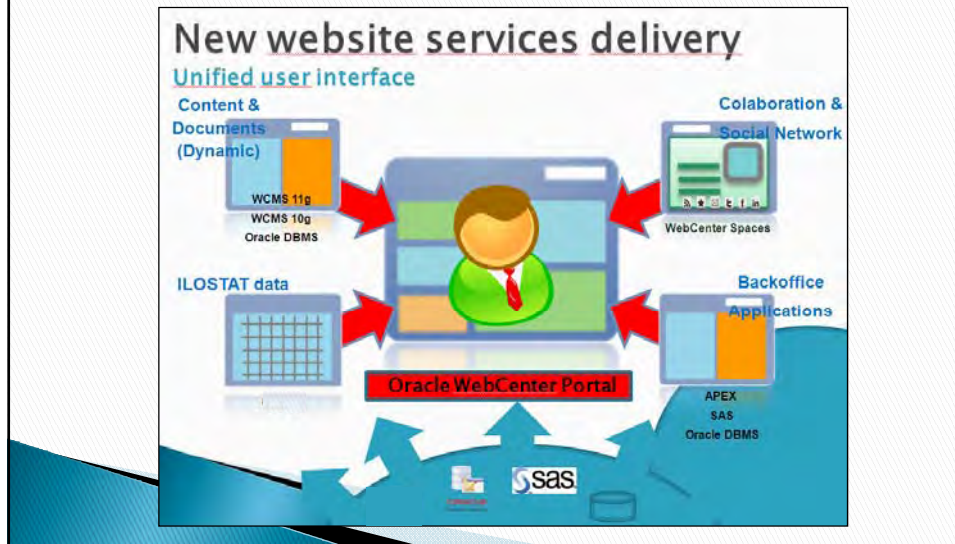 New website services delivery
Unified user interface
Content &
Documents
(Dynamic)
WCMS 11g
WCMS 10g
Oracle DBMS
Colaboration &
Social Network
WebCenter Spaces
ILOSTAT data
Backoffice
Applications
APEX
SAS
Oracle DBMS
Oracle WebCenter Portal
sas